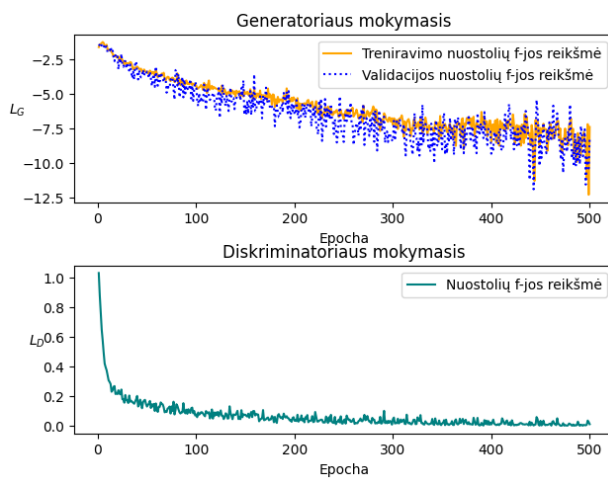 Generatoriaus mokymasis
Treniravimo nuostolių f-jos reikšmė
Validacijos nuostolių f-jos reikšmė
L_G
−2.5
−5.0
−7.5
−10.0
−12.5
0 100 200 300 400 500
Epocha
Diskriminatoriaus mokymasis
Nuostolių f-jos reikšmė
L_D
1.0
0.8
0.6
0.4
0.2
0.0
0 100 200 300 400 500
Epocha